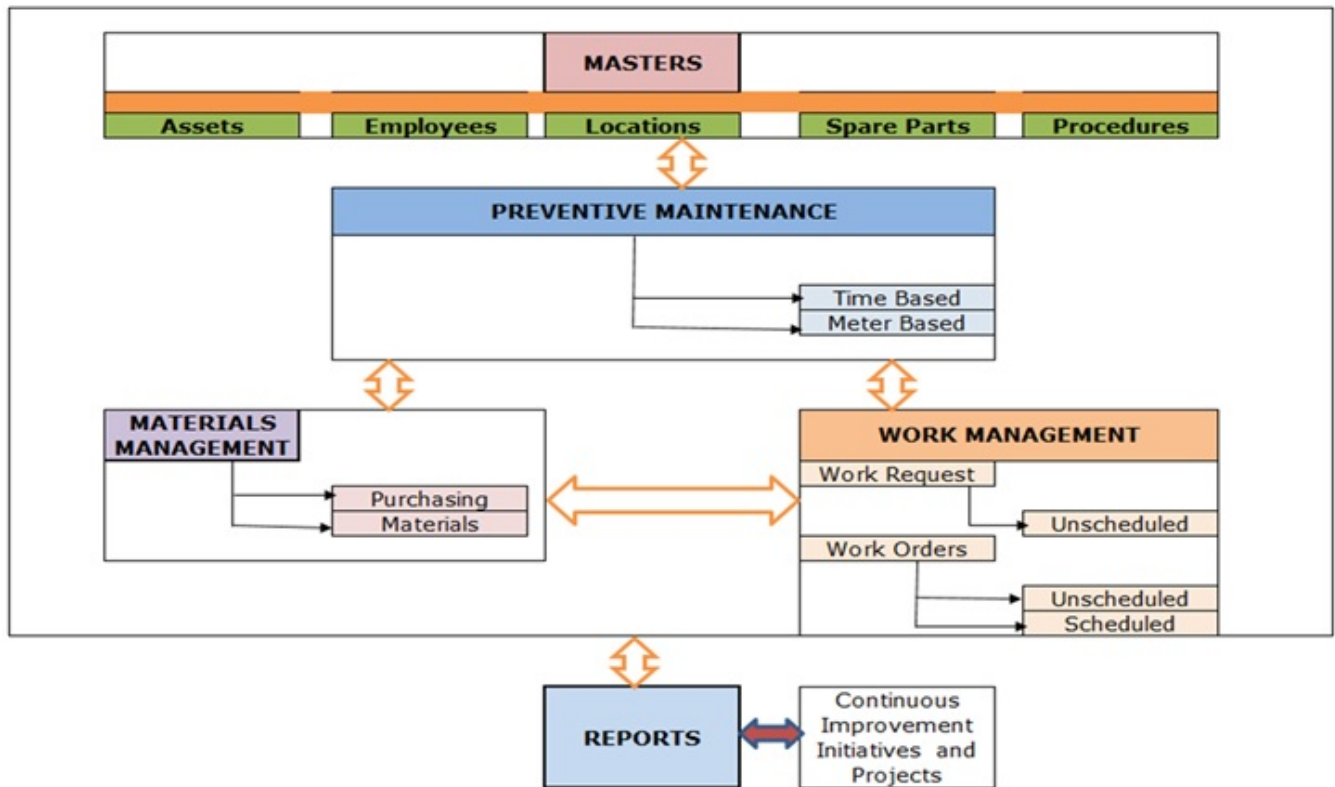 MASTERS
Assets
Employees
Locations
Spare Parts
Procedures
PREVENTIVE MAINTENANCE
Time Based
Meter Based
MATERIALS
MANAGEMENT
Purchasing
Materials
WORK MANAGEMENT
Work Request
Unscheduled
Work Orders
Unscheduled
Scheduled
REPORTS
Continuous
Improvement
Initiatives and
Projects